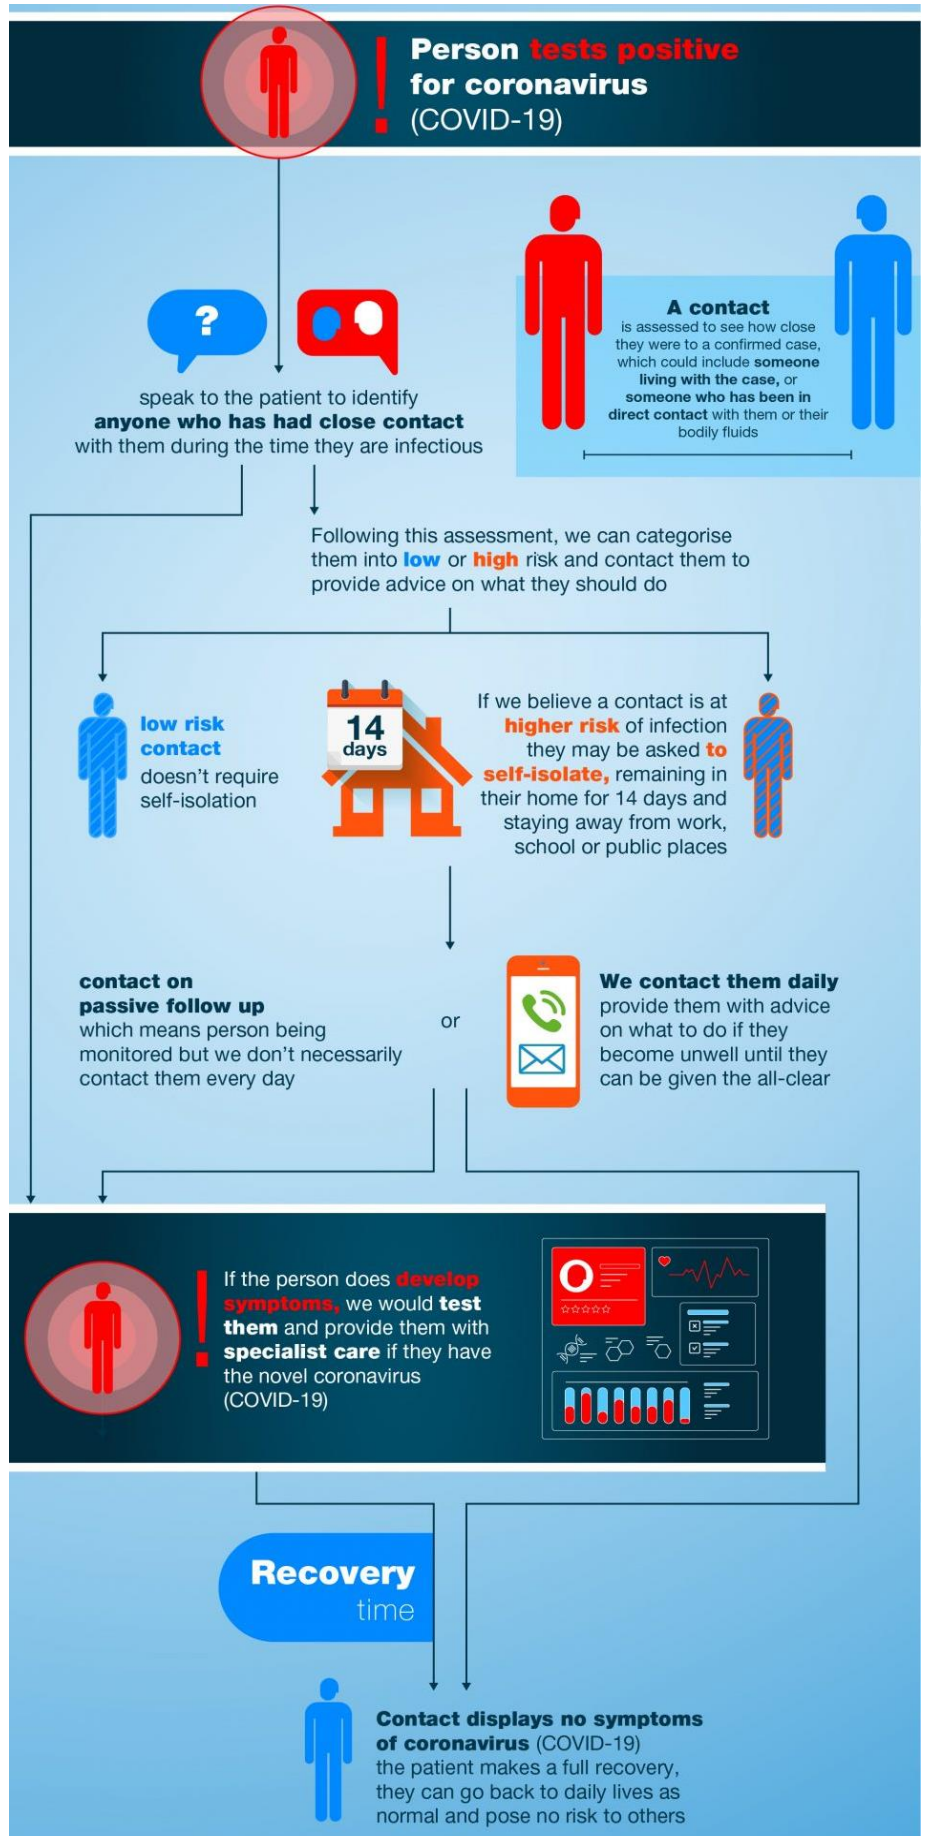 Person tests positive
for coronavirus
(COVID-19)
A contact
is assessed to see how close
they were to a confirmed case,
which could include someone
living with the case, or
someone who has been in
direct contact with them or their
bodily fluids
?
speak to the patient to identify
anyone who has had close contact
with them during the time they are infectious
Following this assessment, we can categorise
them into low or high risk and contact them to
provide advice on what they should do
low risk
contact
doesn't require
self-isolation
14
days
If we believe a contact is at
higher risk of infection
they may be asked to
self-isolate, remaining in
their home for 14 days and
staying away from work,
school or public places
contact on
passive follow up
which means person being
monitored but we don't necessarily
contact them every day
or
We contact them daily
provide them with advice
on what to do if they
become unwell until they
can be given the all-clear
If the person does develop
symptoms, we would test
them and provide them with
specialist care if they have
the novel coronavirus
(COVID-19)
Recovery
time
Contact displays no symptoms
of coronavirus (COVID-19)
the patient makes a full recovery,
they can go back to daily lives as
normal and pose no risk to others